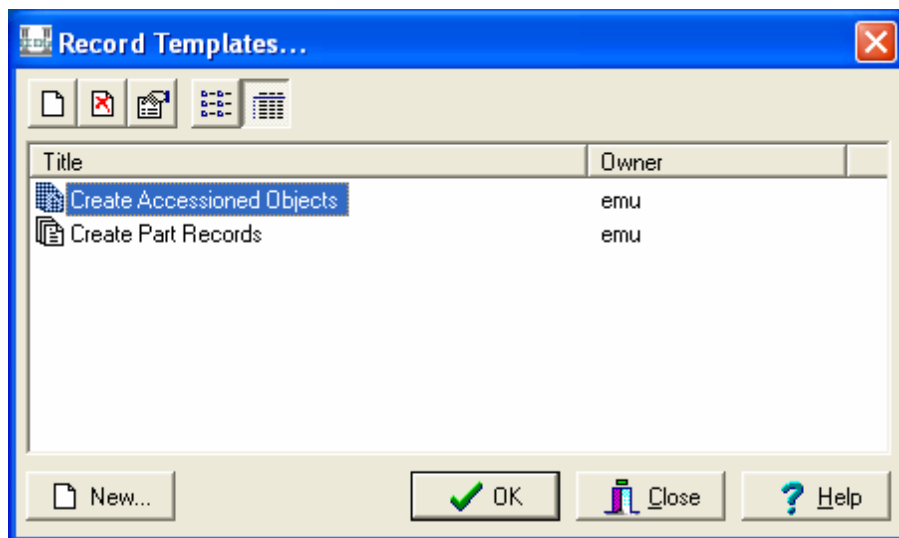 Record Templates...
Title Owner
Create Accessioned Objects emu
Create Part Records emu
New... OK Close Help